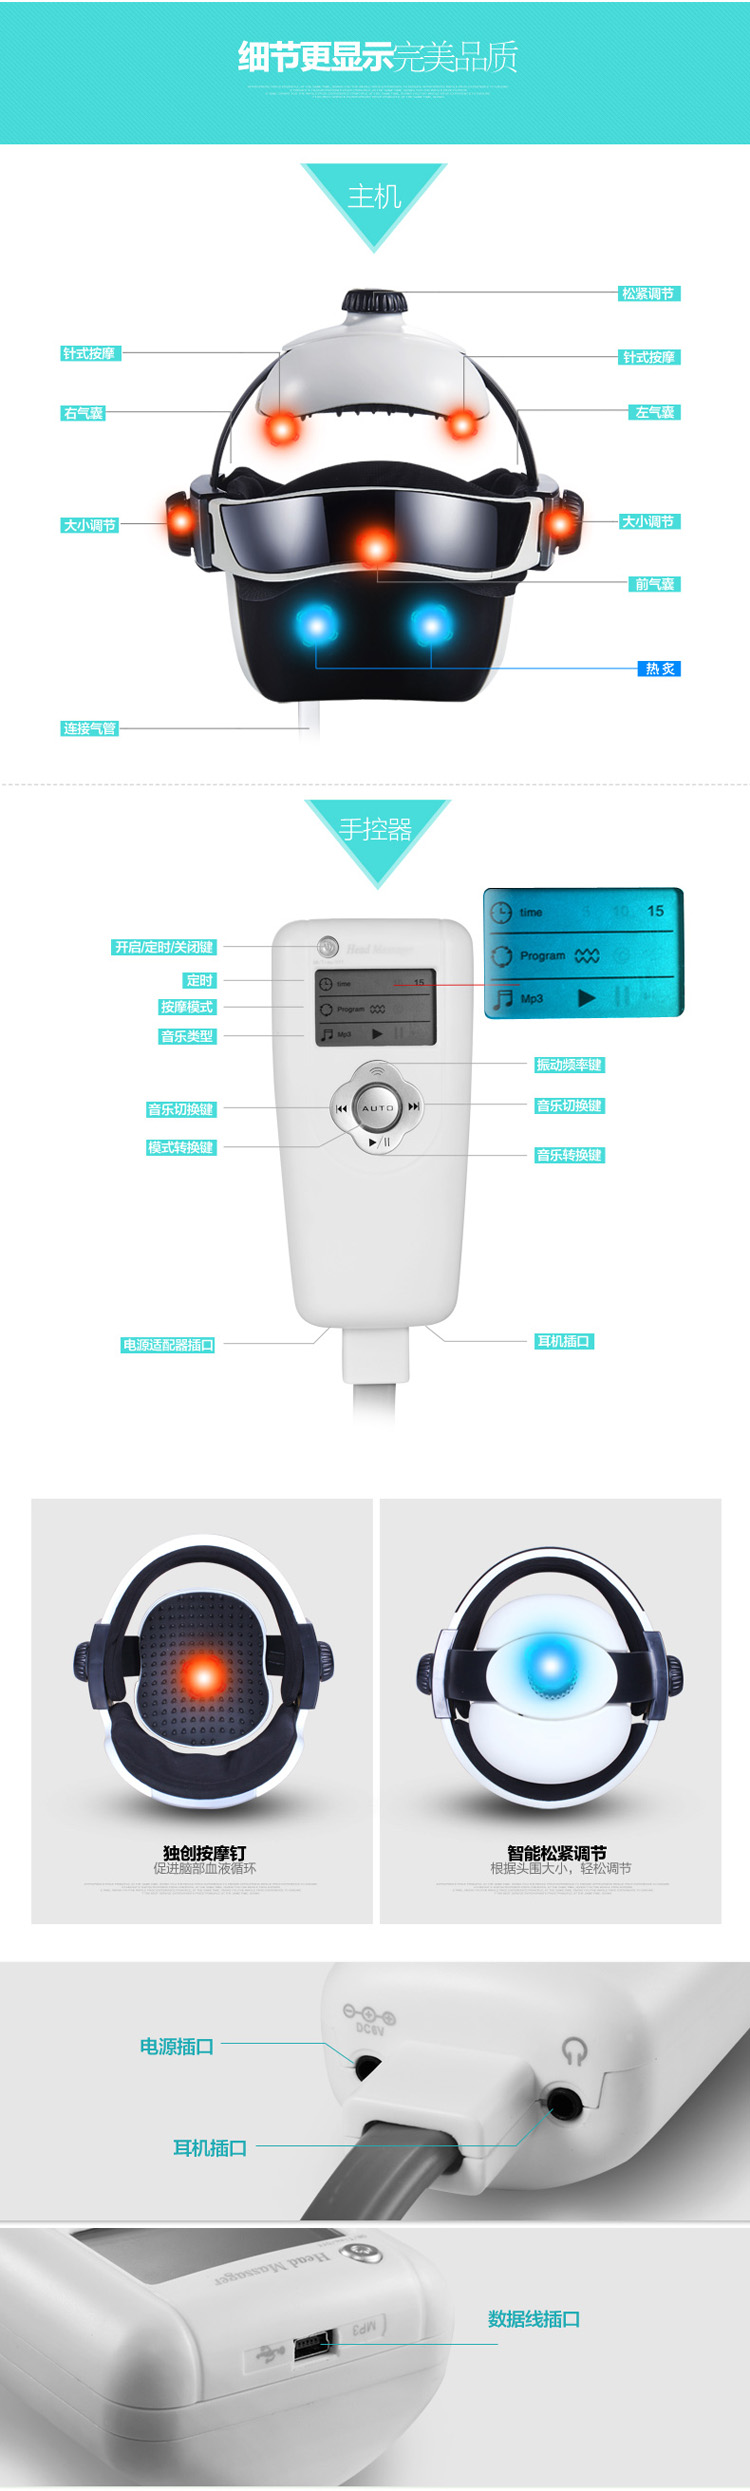 细节更显示完美品质
主机
松紧调节
针式按摩
针式按摩
右气囊
左气囊
大小调节
大小调节
前气囊
热灸
连接气管
手控器
time 5 10 15
Program
Mp3
开启/定时/关闭键
Head Massager
定时
time 15
按摩模式
Program
音乐类型
Mp3
振动频率键
音乐切换键
AUTO
音乐切换键
模式转换键
音乐转换键
电源适配器插口
耳机插口
独创按摩钉
促进脑部血液循环
智能松紧调节
根据头围大小，轻松调节
DC6V
电源插口
耳机插口
Head Massager
MP3
数据线插口